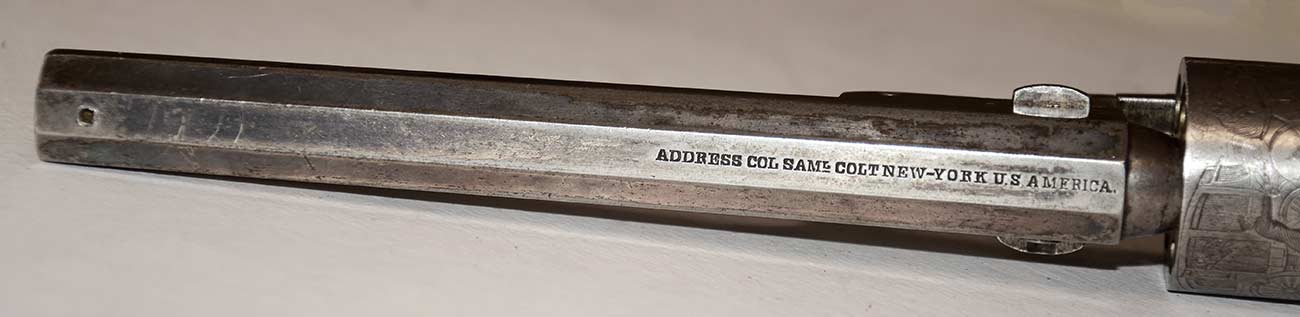 ADDRESS COL SAMᴸ COLT NEW-YORK U.S. AMERICA.